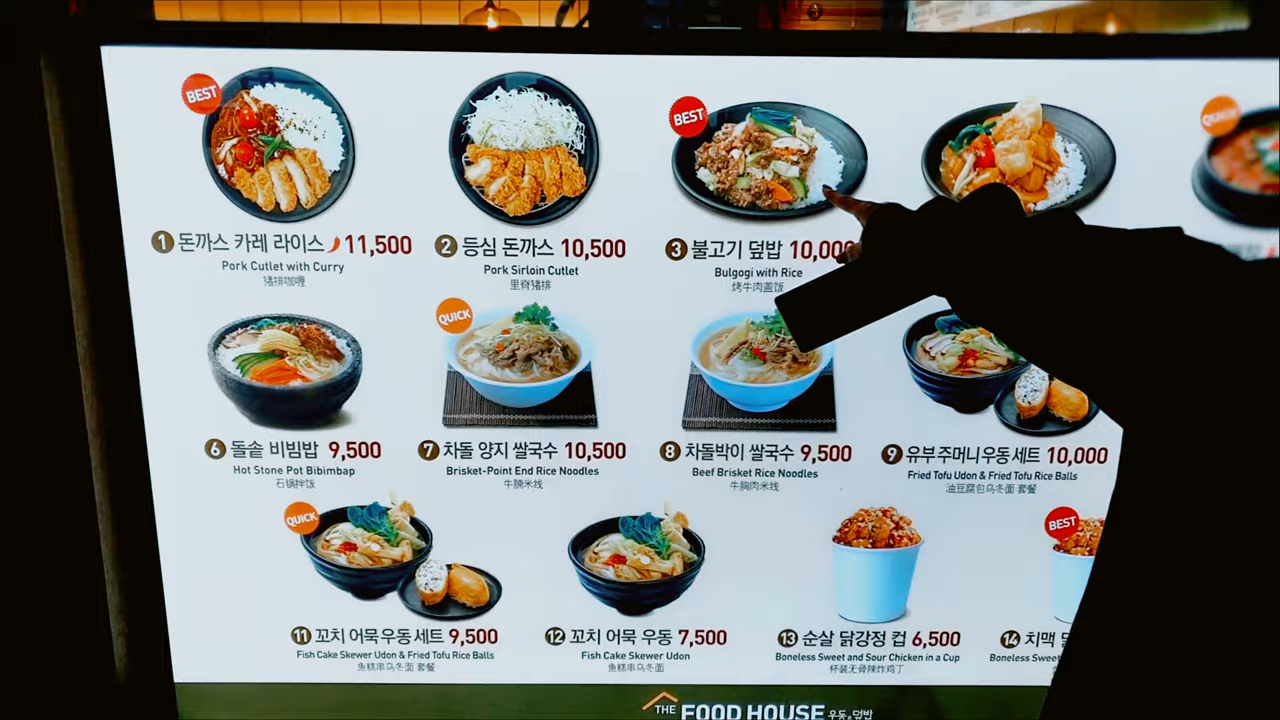 BEST
BEST
QUICK
1 돈까스 카레 라이스 11,500
Pork Cutlet with Curry
猪排咖喱
2 등심 돈까스 10,500
Pork Sirloin Cutlet
里脊猪排
3 불고기 덮밥 10,000
Bulgogi with Rice
烤牛肉盖饭
QUICK
6 돌솥 비빔밥 9,500
Hot Stone Pot Bibimbap
石锅拌饭
7 차돌 양지 쌀국수 10,500
Brisket-Point End Rice Noodles
牛腩米线
8 차돌박이 쌀국수 9,500
Beef Brisket Rice Noodles
牛胸肉米线
9 유부 주머니 우동 세트 10,000
Fried Tofu Udon & Fried Tofu Rice Balls
油豆腐包乌冬面 套餐
QUICK
BEST
11 꼬치 어묵 우동 세트 9,500
Fish Cake Skewer Udon & Fried Tofu Rice Balls
鱼糕串乌冬面 套餐
12 꼬치 어묵 우동 7,500
Fish Cake Skewer Udon
鱼糕串乌冬面
13 순살 닭강정 컵 6,500
Boneless Sweet and Sour Chicken in a Cup
杯装无骨辣炸鸡丁
14 치맥
Boneless Sweet
THE FOOD HOUSE 우동&덮밥